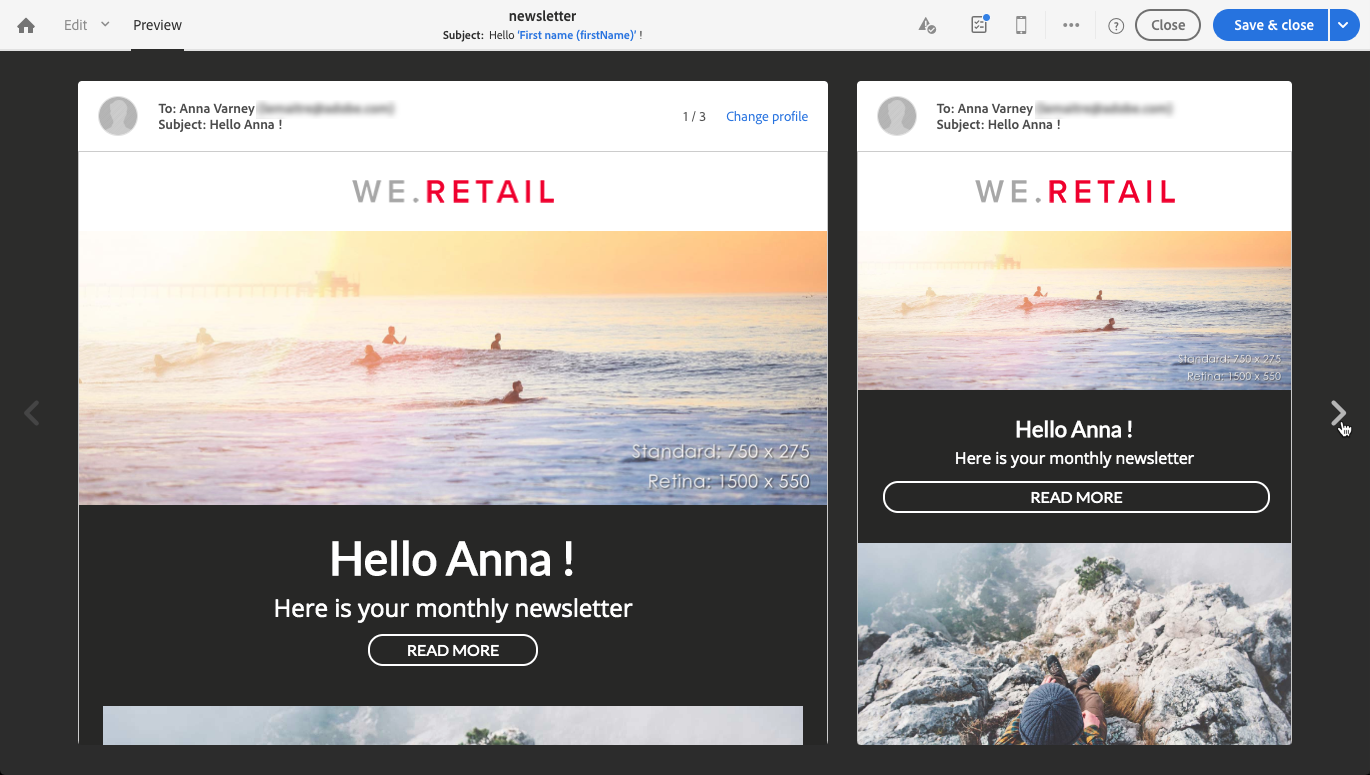 Edit
Preview
newsletter
Subject: Hello 'First name (firstName)' !
Close
Save & close
To: Anna Varney
Subject: Hello Anna !
1 / 3
Change profile
WE.RETAIL
Standard: 750 x 275
Retina: 1500 x 550
Hello Anna !
Here is your monthly newsletter
READ MORE
To: Anna Varney
Subject: Hello Anna !
WE.RETAIL
Standard: 750 x 275
Retina: 1500 x 550
Hello Anna !
Here is your monthly newsletter
READ MORE